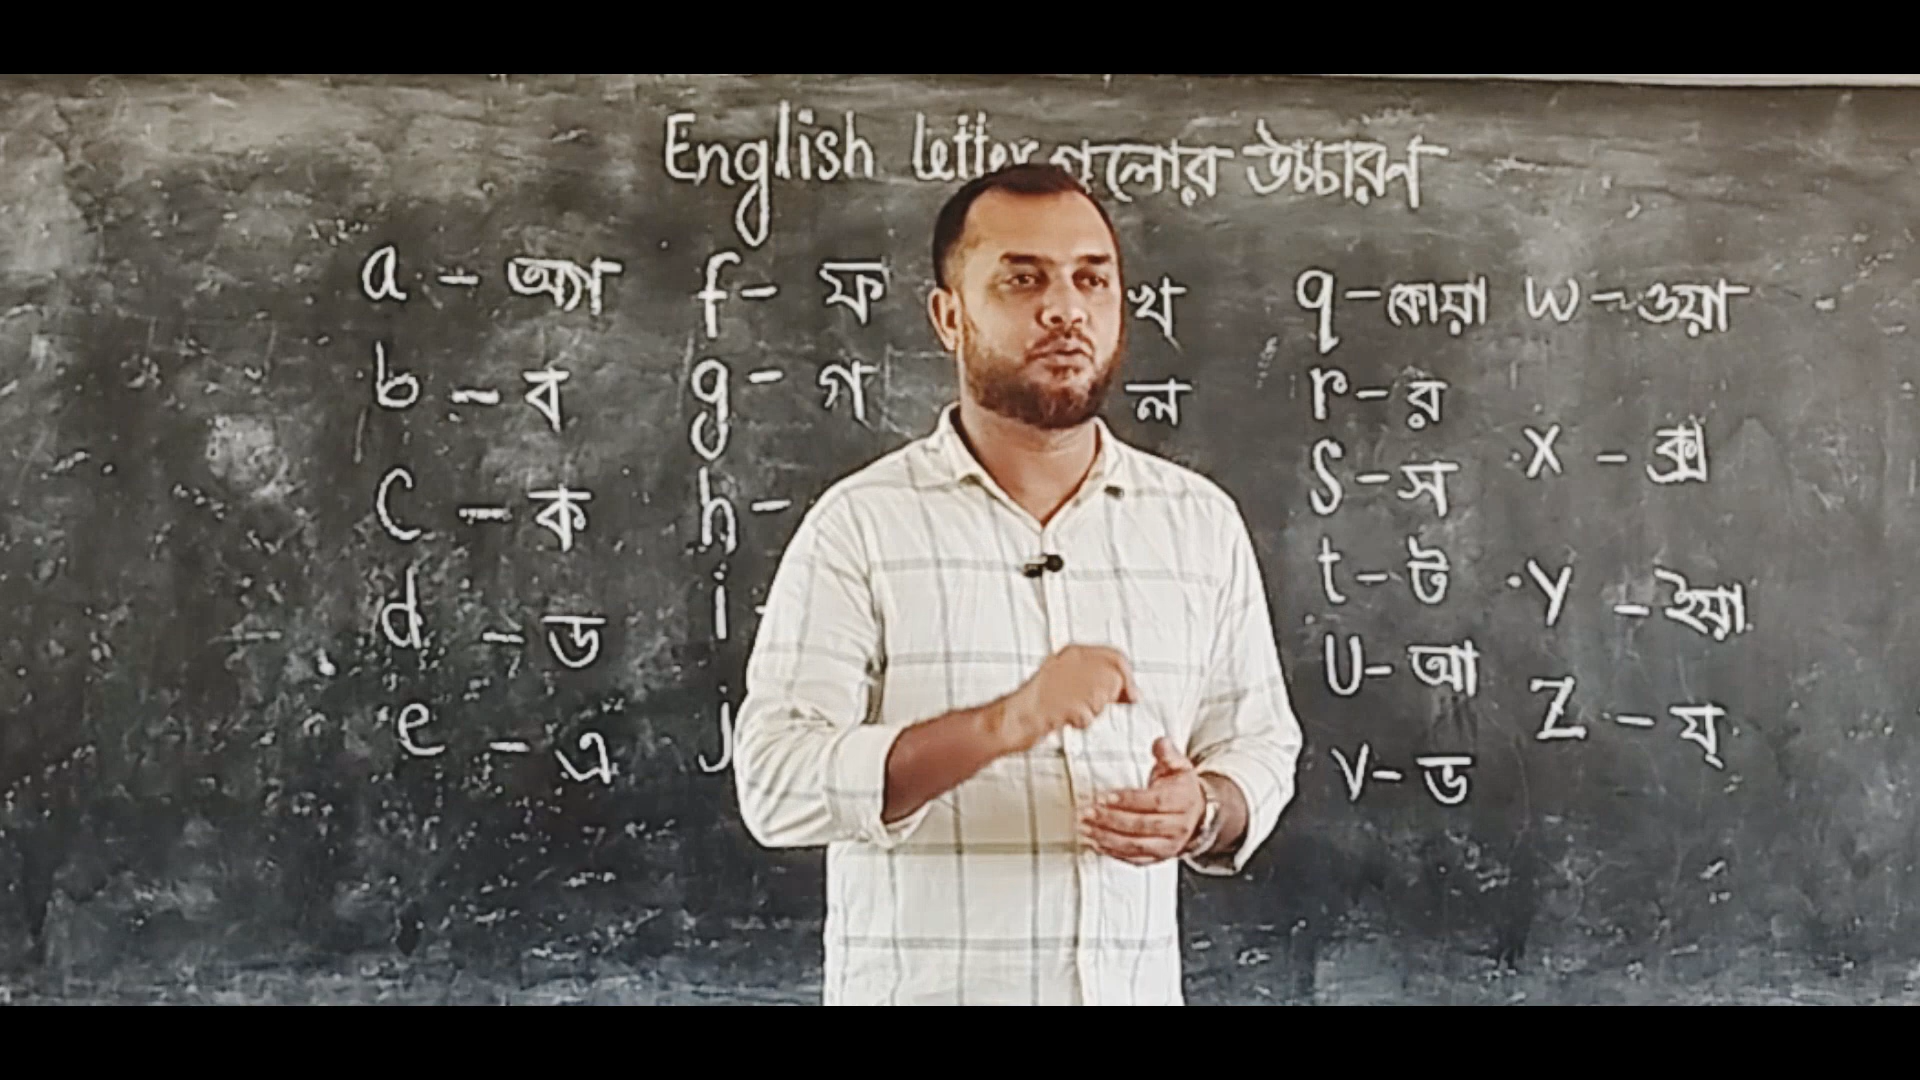 English letter গুলোর উচ্চারণ
a - অ্যা
b - ব
c - ক
d - ড
e - এ
f - ফ
g - গ
h -
i -
j
খ
ল
q - কোয়া
r - র
S - স
t - ট
U - আ
V - ভ
w - ওয়া
X - ক্স
Y - ইয়া
Z - য্